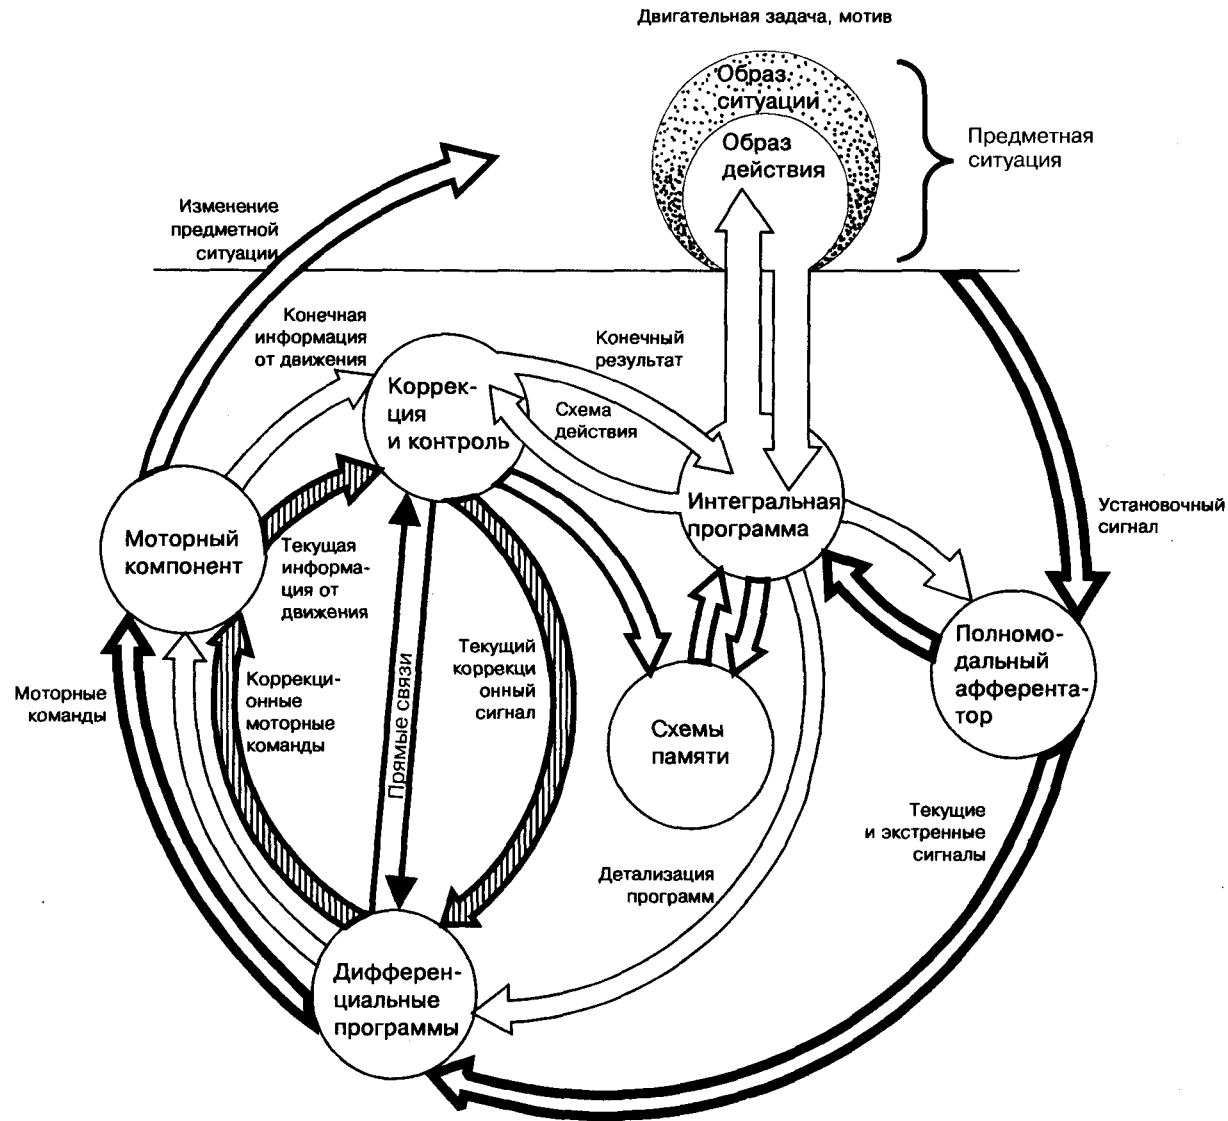 Двигательная задача, мотив
Образ
ситуации
Образ
действия
Предметная
ситуация
Изменение
предметной
ситуации
Конечная
информация
от движения
Конечный
результат
Коррек-
ция
и контроль
Схема
действия
Интегральная
программа
Установочный
сигнал
Моторный
компонент
Текущая
информа-
ция от
движения
Полномо-
дальный
афферента-
тор
Моторные
команды
Коррекци-
онные
моторные
команды
Прямые связи
Текущий
коррекци
онный
сигнал
Схемы
памяти
Текущие
и экстренные
сигналы
Детализация
программ
Дифферен-
циальные
программы